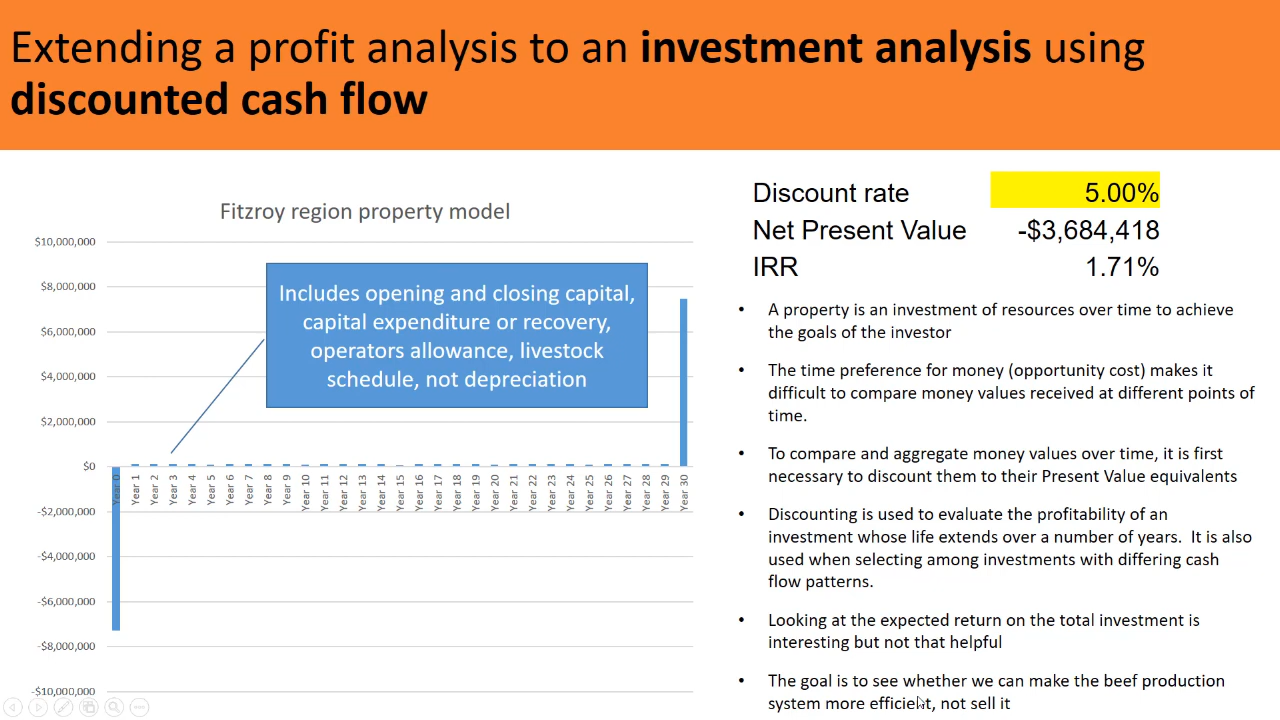 Extending a profit analysis to an investment analysis using
discounted cash flow
Fitzroy region property model
$10,000,000
$8,000,000
$6,000,000
$4,000,000
$2,000,000
$0
-$2,000,000
-$4,000,000
-$6,000,000
-$8,000,000
-$10,000,000
Includes opening and closing capital,
capital expenditure or recovery,
operators allowance, livestock
schedule, not depreciation
Year 0
Year 1
Year 2
Year 3
Year 4
Year 5
Year 6
Year 7
Year 8
Year 9
Year 10
Year 11
Year 12
Year 13
Year 14
Year 15
Year 16
Year 17
Year 18
Year 19
Year 20
Year 21
Year 22
Year 23
Year 24
Year 25
Year 26
Year 27
Year 28
Year 29
Year 30
Discount rate 5.00%
Net Present Value -$3,684,418
IRR 1.71%
• A property is an investment of resources over time to achieve
the goals of the investor
• The time preference for money (opportunity cost) makes it
difficult to compare money values received at different points of
time.
• To compare and aggregate money values over time, it is first
necessary to discount them to their Present Value equivalents
• Discounting is used to evaluate the profitability of an
investment whose life extends over a number of years. It is also
used when selecting among investments with differing cash
flow patterns.
• Looking at the expected return on the total investment is
interesting but not that helpful
• The goal is to see whether we can make the beef production
system more efficient, not sell it